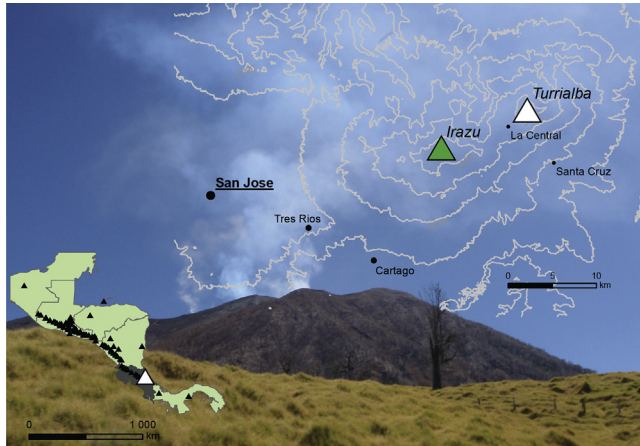 Turrialba
Irazu
La Central
San Jose
Santa Cruz
Tres Rios
Cartago
0 5 10
km
0 500 1 000
km